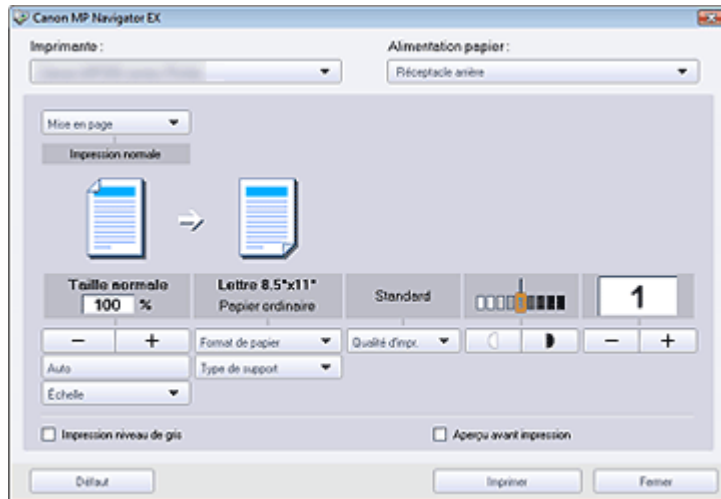 Canon MP Navigator EX
Imprimante : Alimentation papier :
Réceptacle arrière
Mise en page
Impression normale
Taille normale Lettre 8.5"x11" Standard 1
100 % Papier ordinaire
− + Format de papier Qualité d'impr. − +
Auto Type de support
Échelle
Impression niveau de gris Aperçu avant impression
Défaut Imprimer Fermer